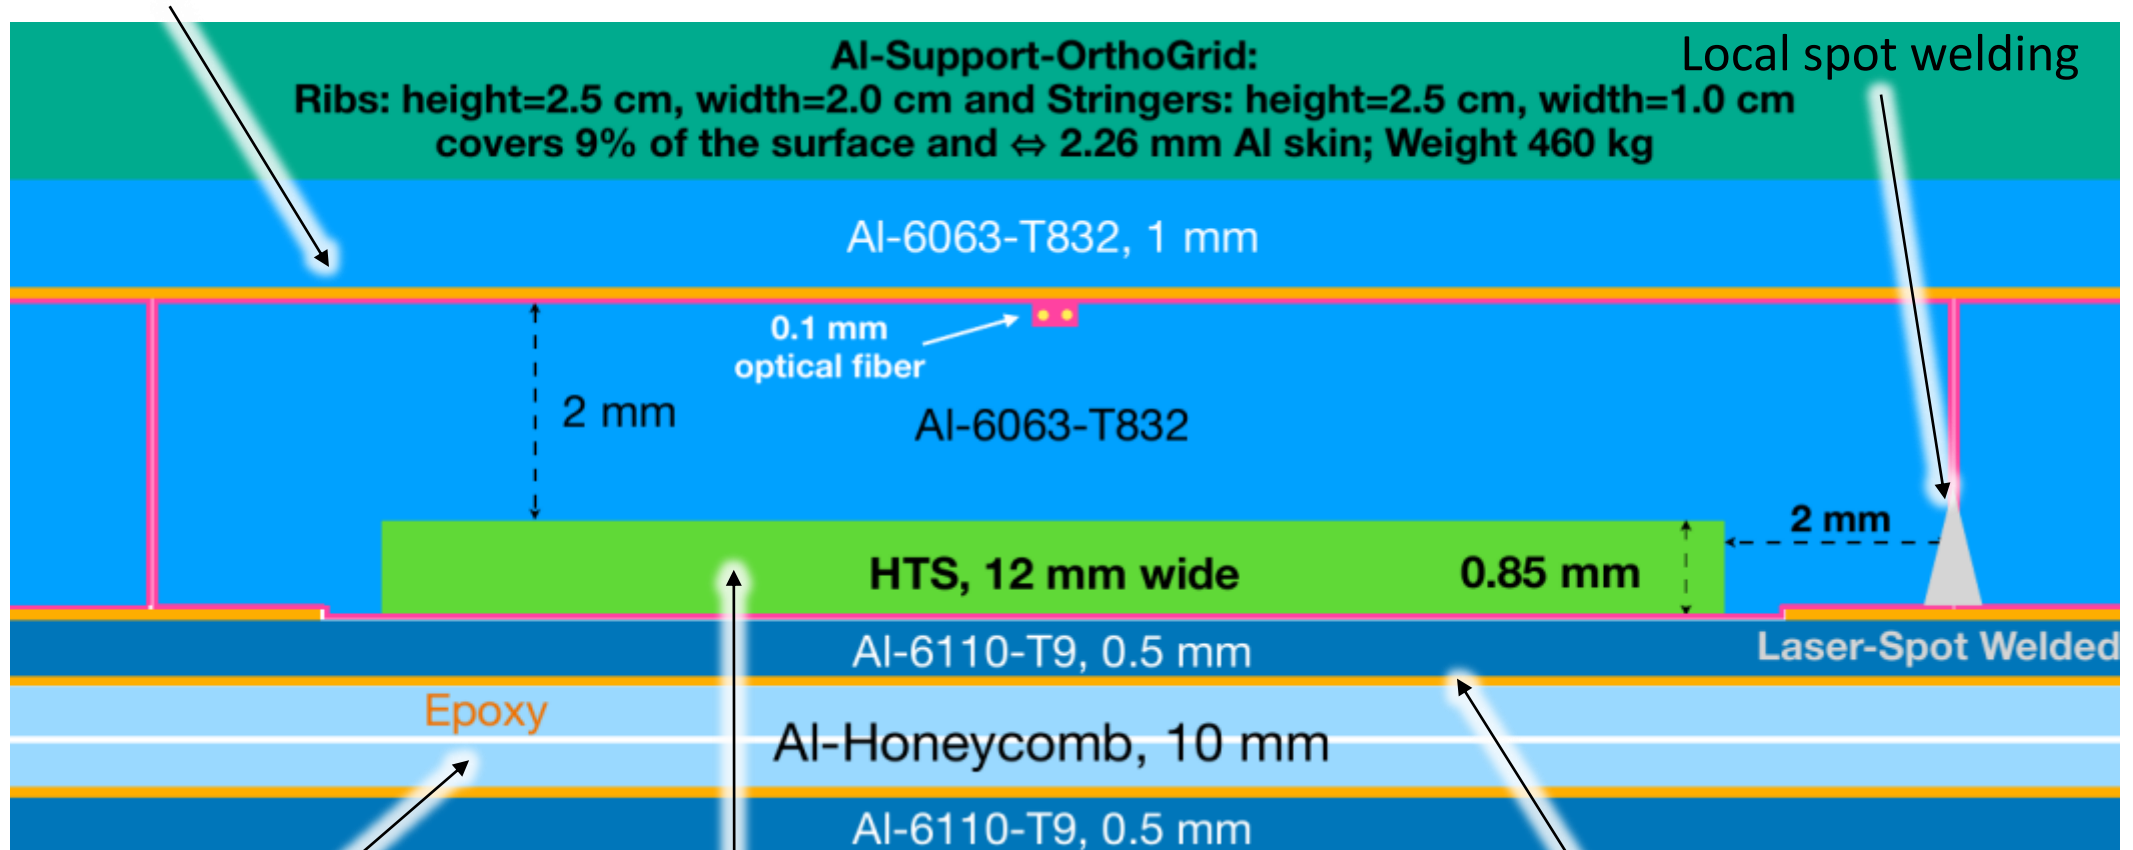 Al-Support-OrthoGrid:
Local spot welding
Ribs: height=2.5 cm, width=2.0 cm and Stringers: height=2.5 cm, width=1.0 cm
covers 9% of the surface and ⇔ 2.26 mm Al skin; Weight 460 kg
Al-6063-T832, 1 mm
0.1 mm
optical fiber
2 mm
Al-6063-T832
2 mm
HTS, 12 mm wide
0.85 mm
Al-6110-T9, 0.5 mm
Laser-Spot Welded
Epoxy
Al-Honeycomb, 10 mm
Al-6110-T9, 0.5 mm